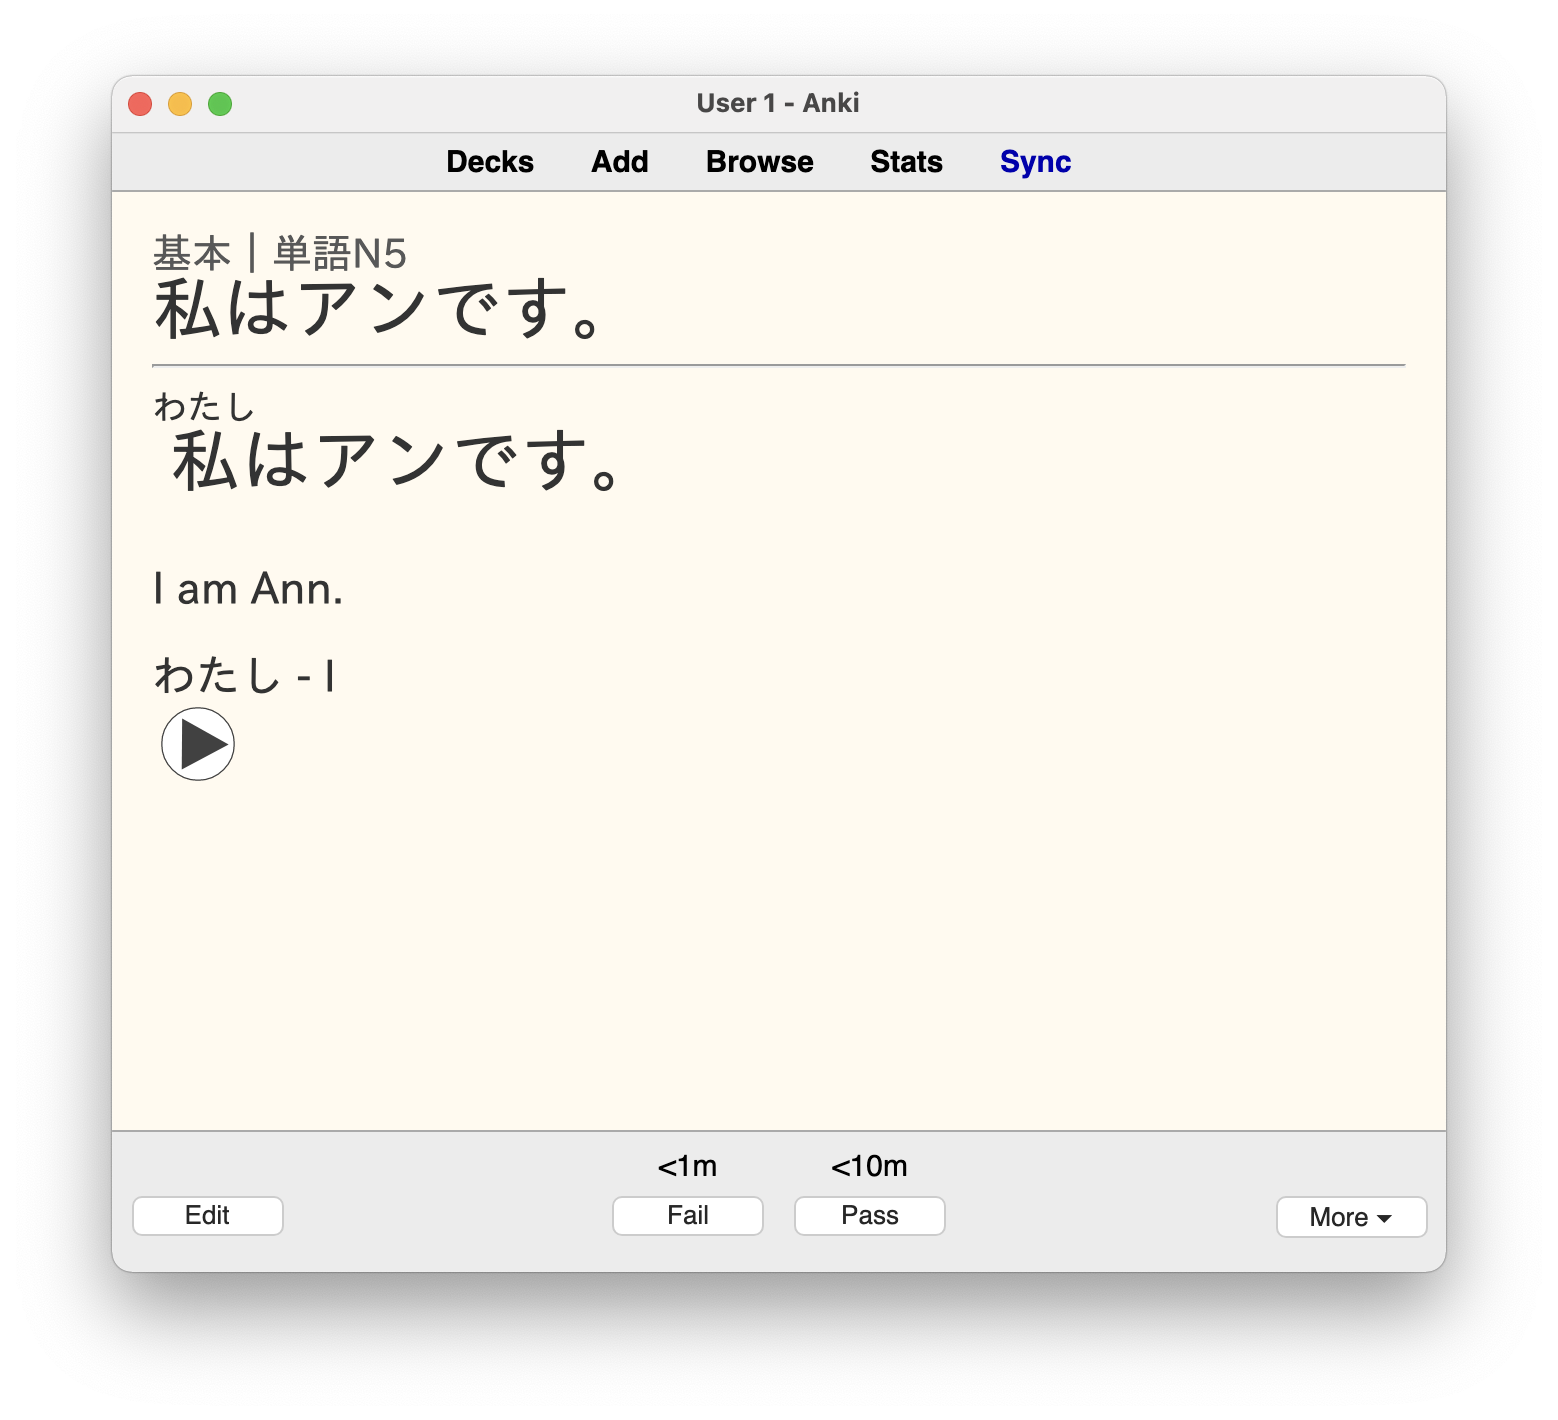 User 1 - Anki
Decks Add Browse Stats Sync
基本｜単語N5
私はアンです。
わたし
私はアンです。
I am Ann.
わたし - I
<1m <10m
Edit Fail Pass More